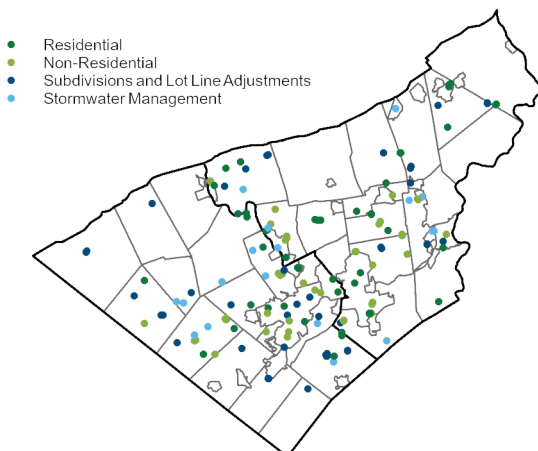 Residential
Non-Residential
Subdivisions and Lot Line Adjustments
Stormwater Management